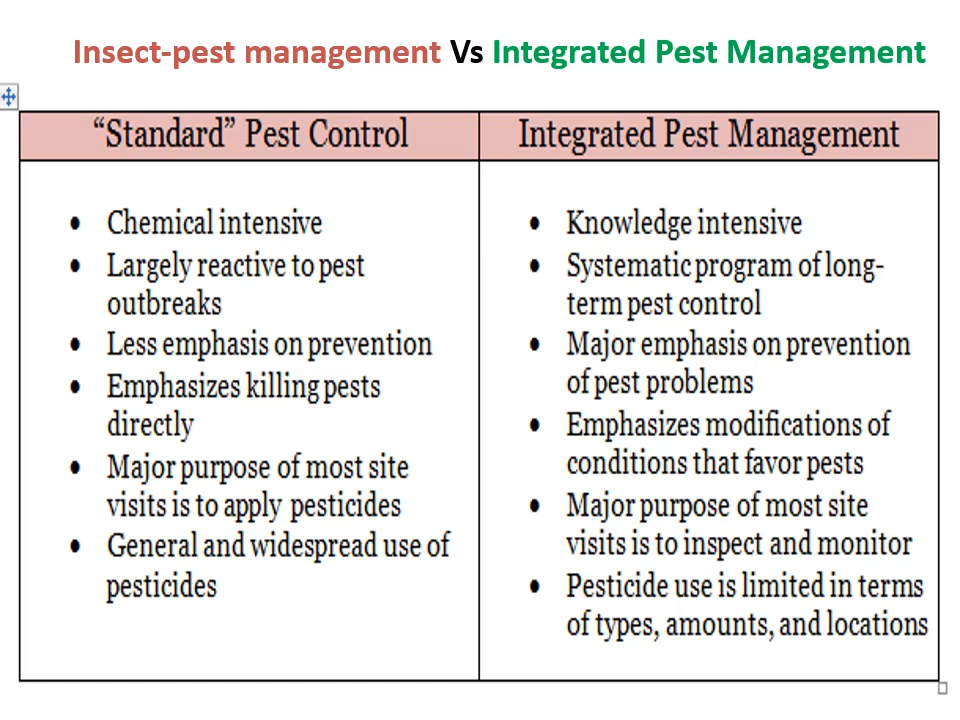 Insect-pest management Vs Integrated Pest Management
“Standard” Pest Control
• Chemical intensive
• Largely reactive to pest
outbreaks
• Less emphasis on prevention
• Emphasizes killing pests
directly
• Major purpose of most site
visits is to apply pesticides
• General and widespread use of
pesticides
Integrated Pest Management
• Knowledge intensive
• Systematic program of long-
term pest control
• Major emphasis on prevention
of pest problems
• Emphasizes modifications of
conditions that favor pests
• Major purpose of most site
visits is to inspect and monitor
• Pesticide use is limited in terms
of types, amounts, and locations